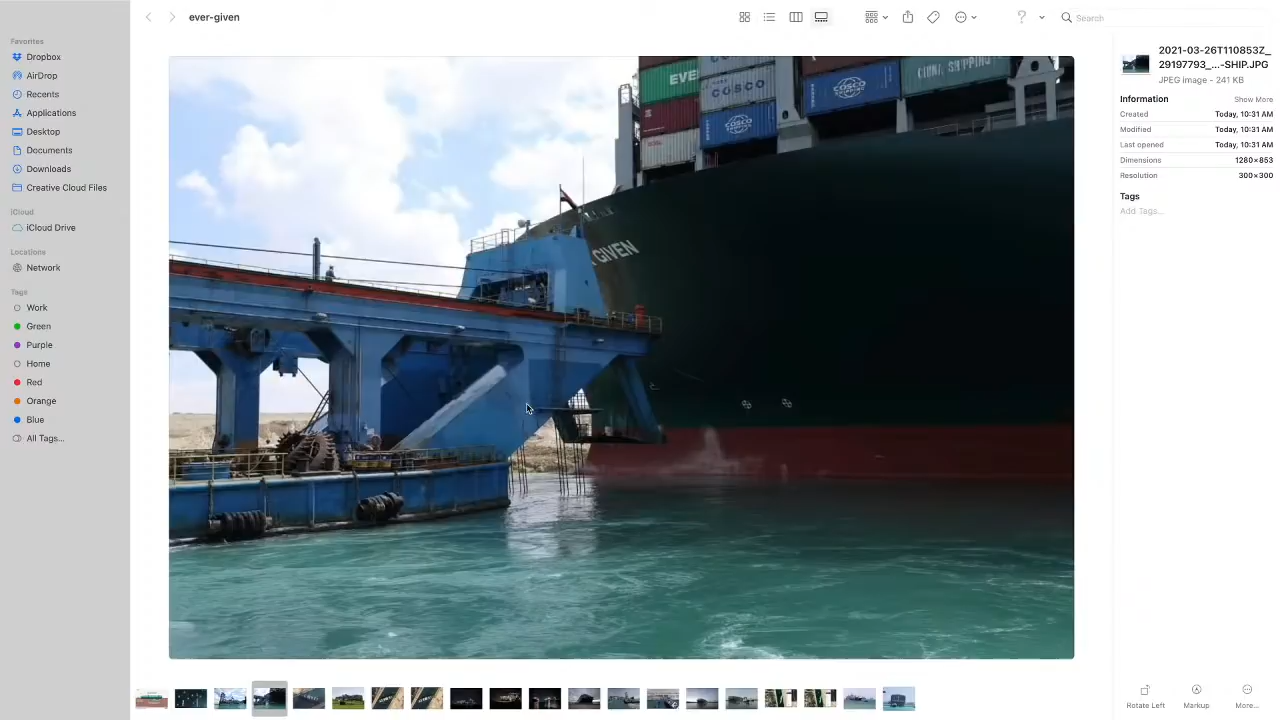 ever-given
Search
Favorites
Dropbox
AirDrop
Recents
Applications
Desktop
Documents
Downloads
Creative Cloud Files
iCloud
iCloud Drive
Locations
Network
Tags
Work
Green
Purple
Home
Red
Orange
Blue
All Tags...
EVE
COSCO
SHIPPING
COSCO
SHIPPING
COSCO
SHIPPING
CHINA SHIPPING
GIVEN
2021-03-26T110853Z_
29197793_...-SHIP.JPG
JPEG image - 241 KB
Information Show More
Created Today, 10:31 AM
Modified Today, 10:31 AM
Last opened Today, 10:31 AM
Dimensions 1280×853
Resolution 300×300
Tags
Add Tags...
Rotate Left
Markup
More...